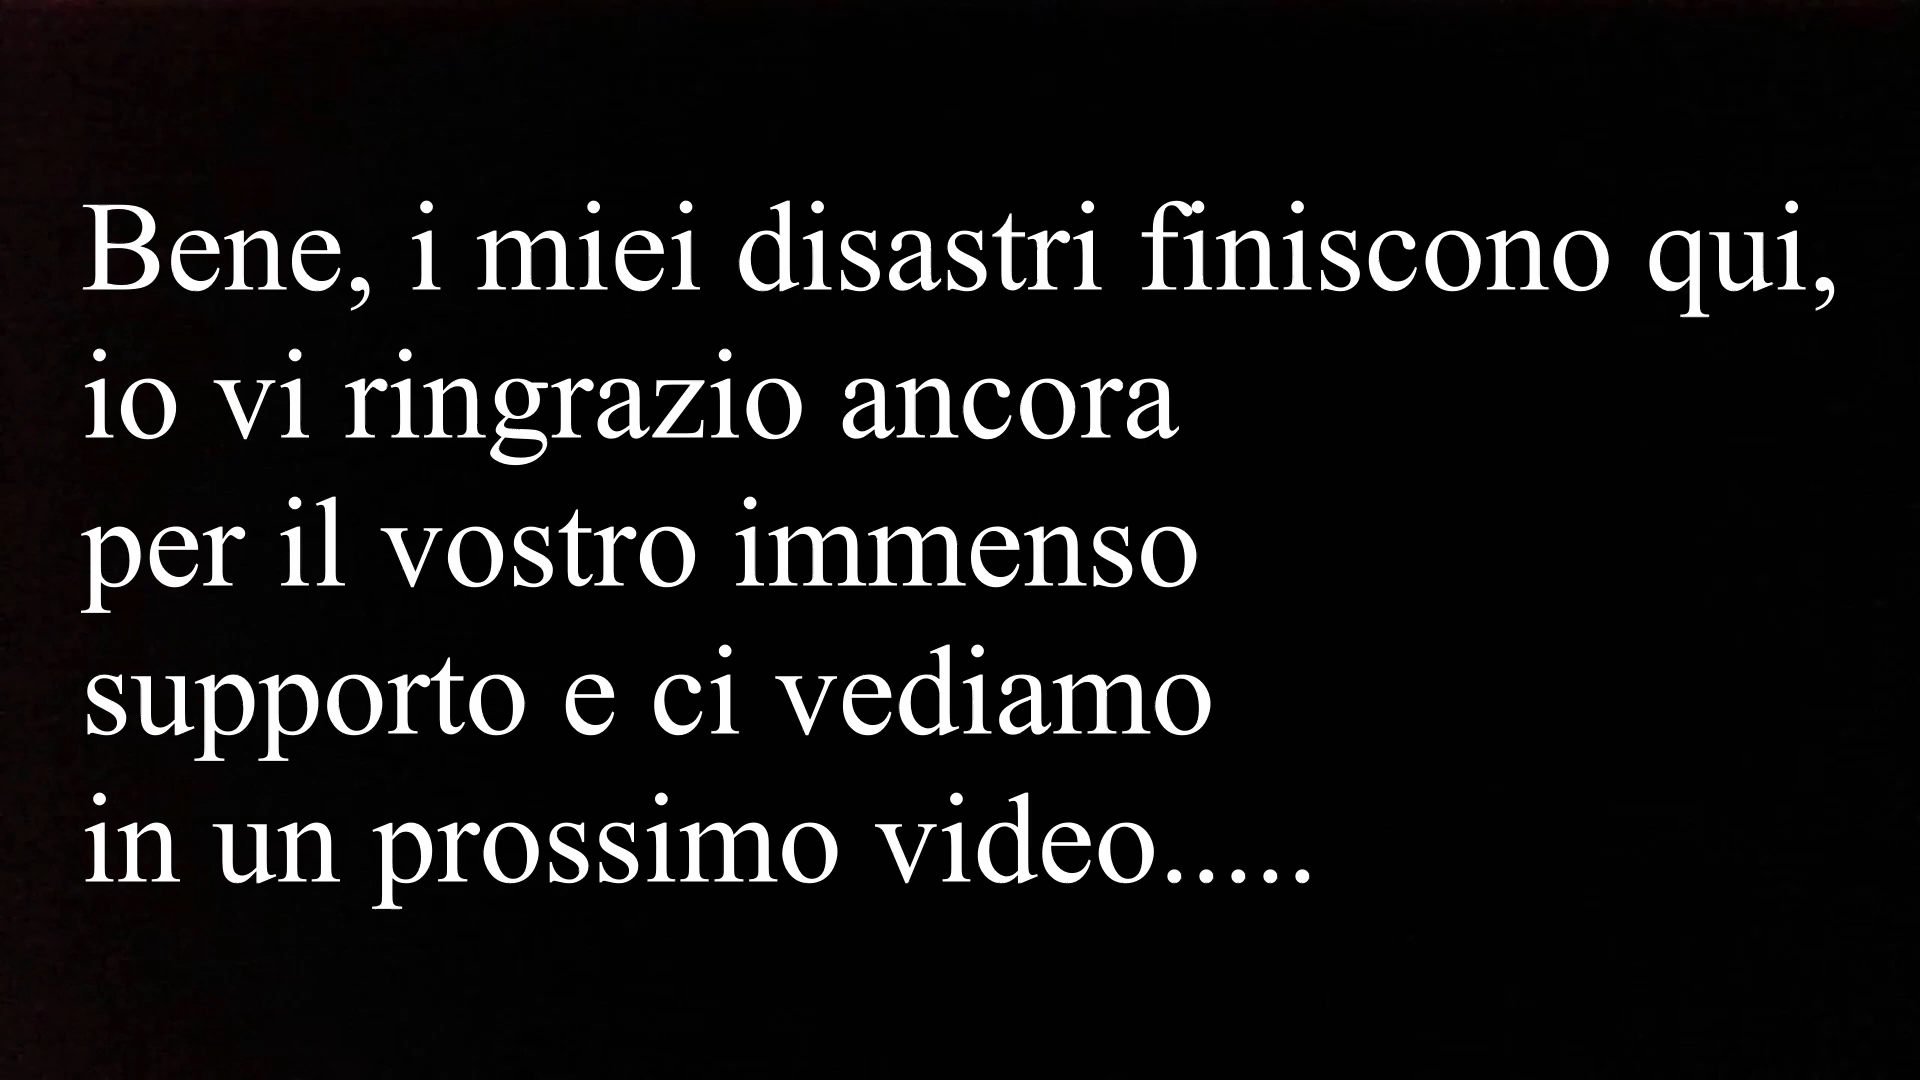 Bene, i miei disastri finiscono qui,
io vi ringrazio ancora
per il vostro immenso
supporto e ci vediamo
in un prossimo video.....